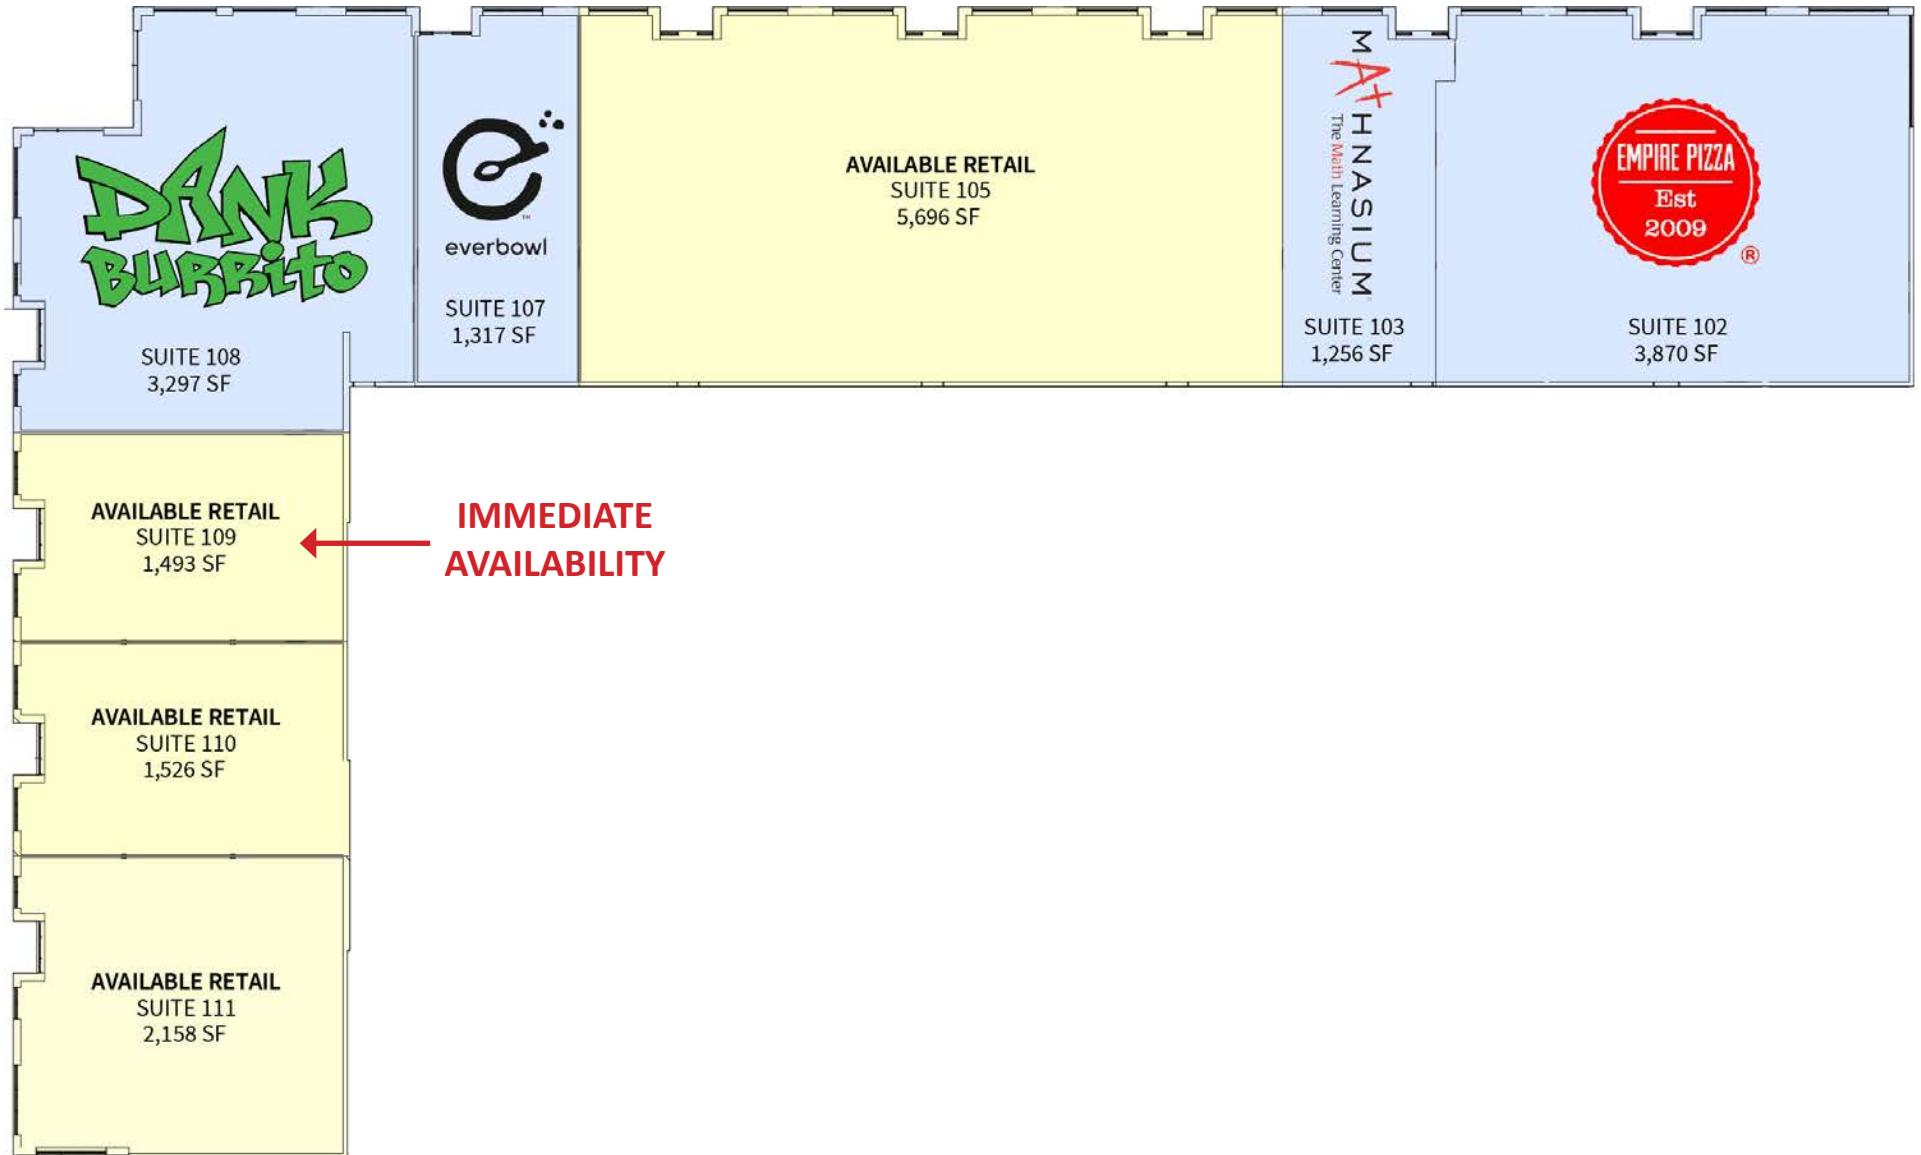 DANK
BURRITO
SUITE 108
3,297 SF
everbowl
TM
SUITE 107
1,317 SF
AVAILABLE RETAIL
SUITE 105
5,696 SF
MATHNASIUM
The Math Learning Center
SUITE 103
1,256 SF
EMPIRE PIZZA
Est
2009
®
SUITE 102
3,870 SF
AVAILABLE RETAIL
SUITE 109
1,493 SF
IMMEDIATE
AVAILABILITY
AVAILABLE RETAIL
SUITE 110
1,526 SF
AVAILABLE RETAIL
SUITE 111
2,158 SF